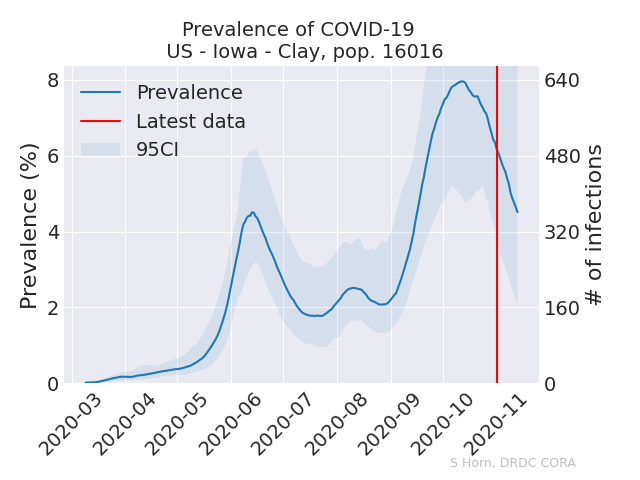 Prevalence of COVID-19
US - Iowa - Clay, pop. 16016
Prevalence
Latest data
95CI
Prevalence (%)
8
6
4
2
0
640
480
320
160
0
# of infections
2020-03
2020-04
2020-05
2020-06
2020-07
2020-08
2020-09
2020-10
2020-11
S Horn, DRDC CORA